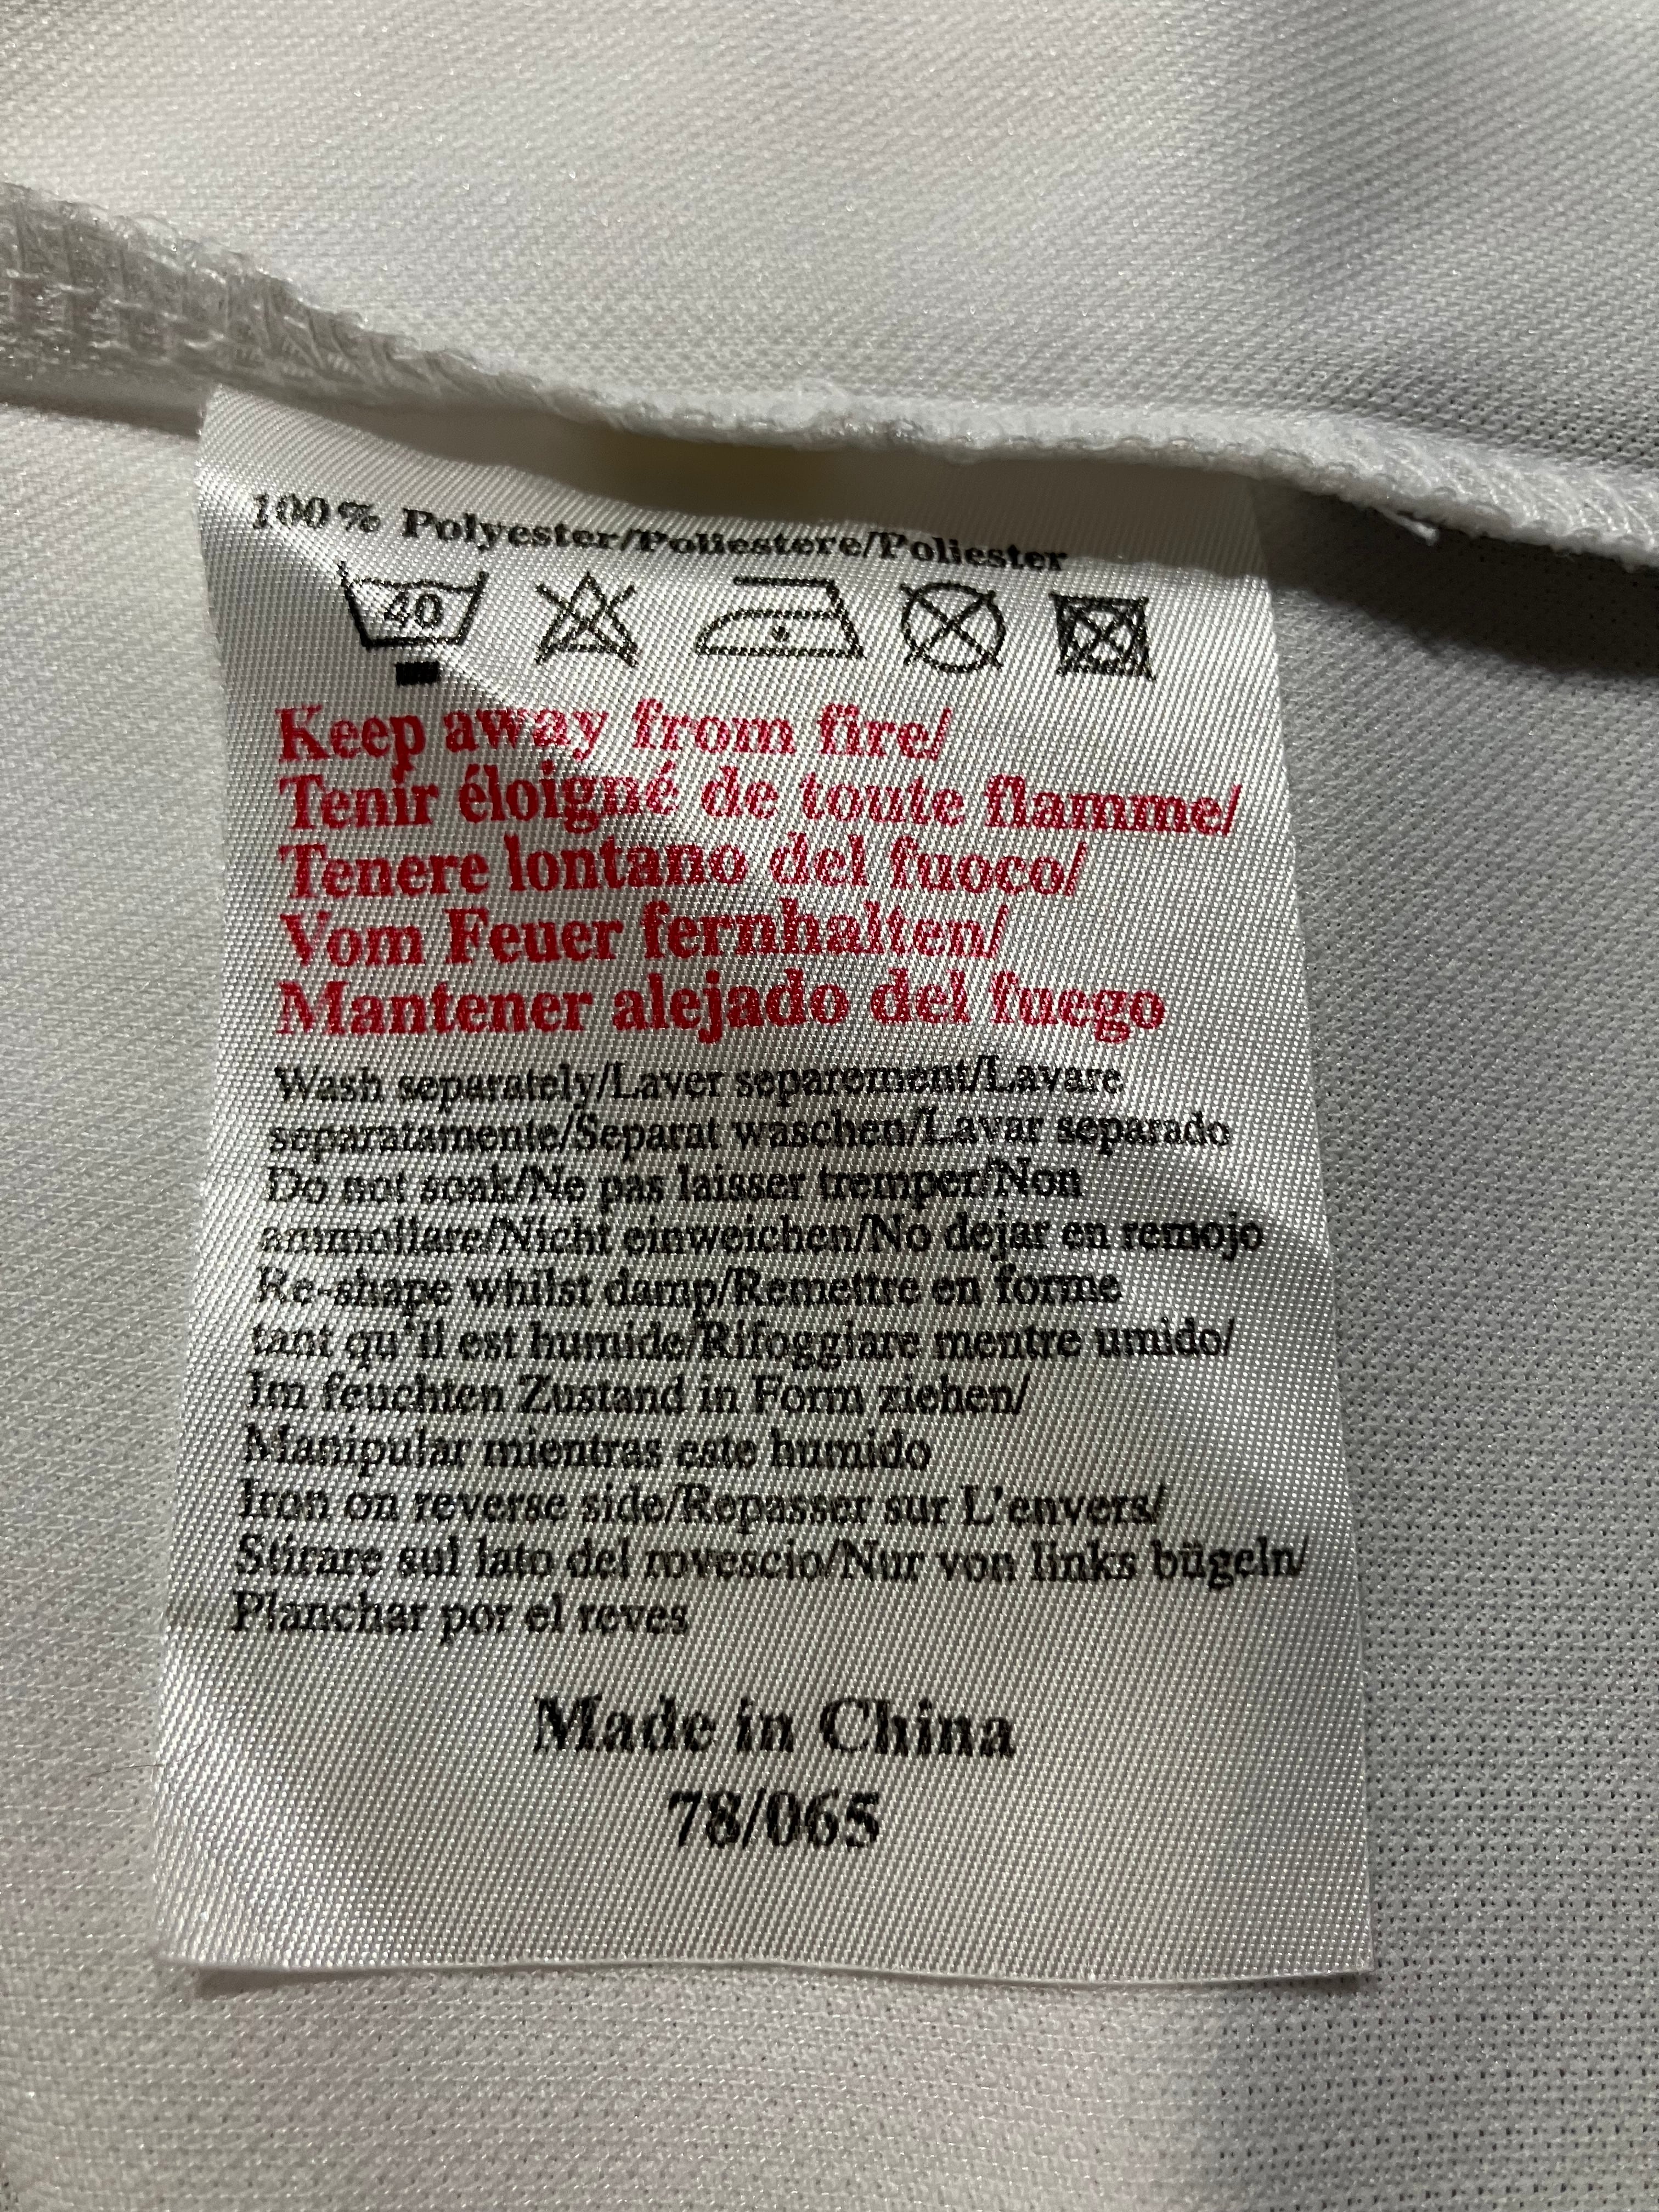 100% Polyester/Poliestere/Poliester
40
Keep away from fire/
Tenir éloigné de toute flamme/
Tenere lontano del fuoco/
Vom Feuer fernhalten/
Mantener alejado del fuego
Wash separately/Laver separement/Lavare
separatamente/Separat waschen/Lavar separado
Do not soak/Ne pas laisser tremper/Non
ammollare/Nicht einweichen/No dejar en remojo
Re-shape whilst damp/Remettre en forme
tant qu'il est humide/Rifoggiare mentre umido/
Im feuchten Zustand in Form ziehen/
Manipular mientras este humido
Iron on reverse side/Repasser sur L'envers/
Stirare sul lato del rovescio/Nur von links bügeln/
Planchar por el reves
Made in China
78/065